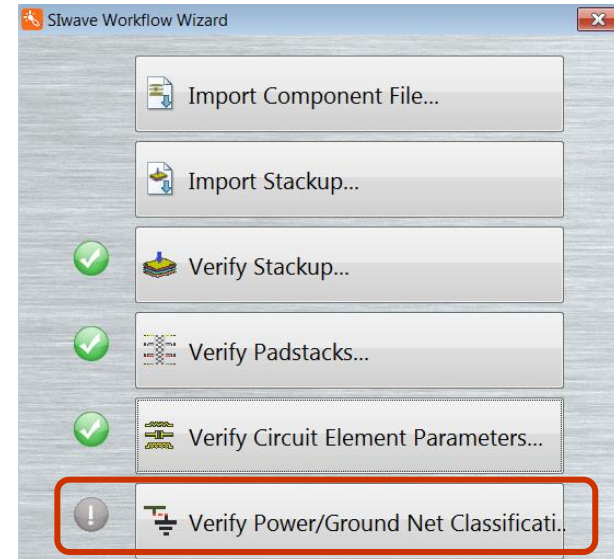 SIwave Workflow Wizard
Import Component File...
Import Stackup...
Verify Stackup...
Verify Padstacks...
Verify Circuit Element Parameters...
Verify Power/Ground Net Classificati..